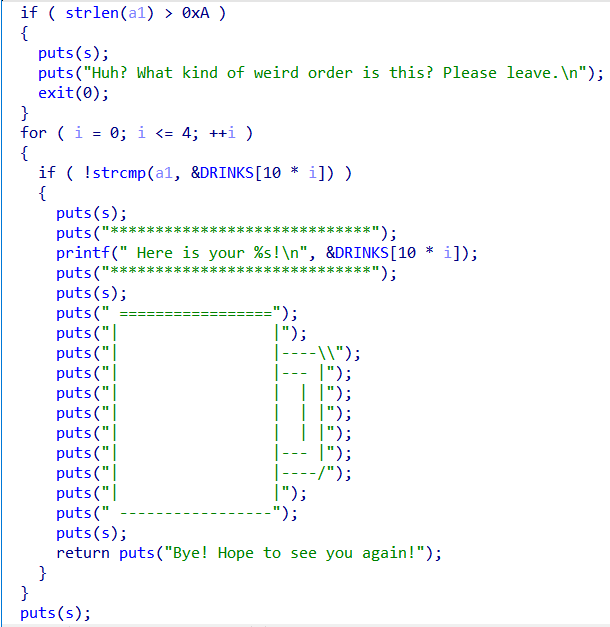 if ( strlen(a1) > 0xA )
{
  puts(s);
  puts("Huh? What kind of weird order is this? Please leave.\n");
  exit(0);
}
for ( i = 0; i <= 4; ++i )
{
  if ( !strcmp(a1, &DRINKS[10 * i]) )
  {
    puts(s);
    puts("*****************************");
    printf(" Here is your %s!\n", &DRINKS[10 * i]);
    puts("*****************************");
    puts(s);
    puts(" =================");
    puts("|                 |");
    puts("|                 |----\\");
    puts("|                 |--- |");
    puts("|                 |  | |");
    puts("|                 |  | |");
    puts("|                 |  | |");
    puts("|                 |--- |");
    puts("|                 |----/");
    puts("|                 |");
    puts(" -----------------");
    puts(s);
    return puts("Bye! Hope to see you again!");
  }
}
puts(s);